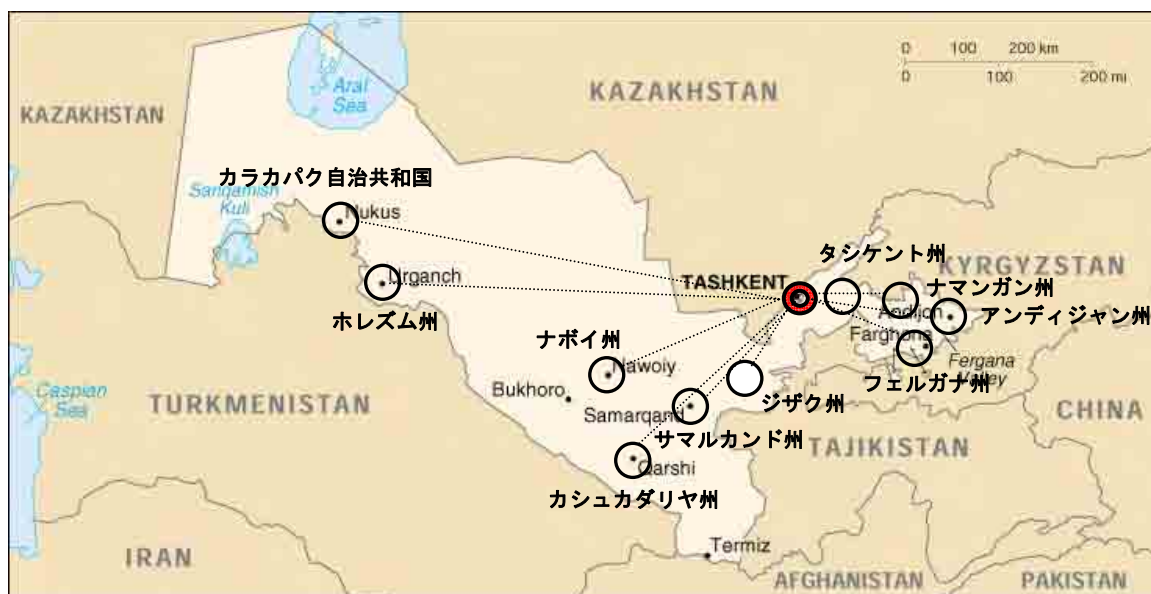 0 100 200 km
0 100 200 mi
KAZAKHSTAN
Aral
Sea
KAZAKHSTAN
カラカパク自治共和国
Sariqamish
Kuli
Nukus
タシケント州
KYRGYZSTAN
Urganch
TASHKENT
ナマンガン州
Andijon
アンディジャン州
ホレズム州
Farghona
ナボイ州
Fergana
Valley
Nawoiy
フェルガナ州
Caspian
Sea
Bukhoro
TURKMENISTAN
ジザク州
CHINA
Samarqand
サマルカンド州
TAJIKISTAN
Qarshi
カシュカダリヤ州
Termiz
IRAN
AFGHANISTAN
PAKISTAN